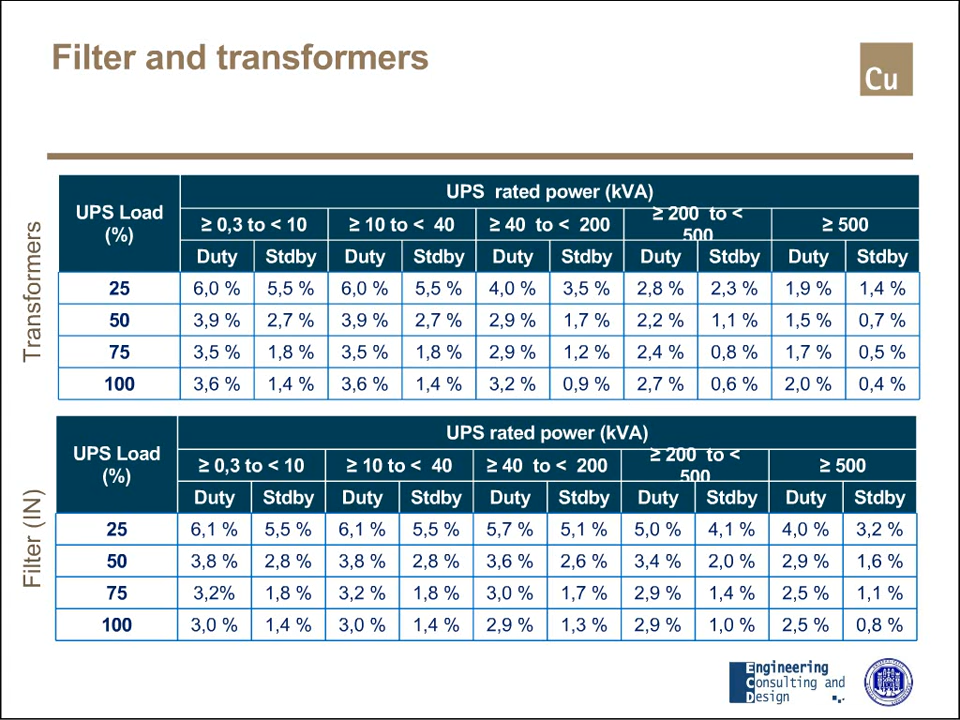 Filter and transformers
Cu
Transformers
UPS Load (%)
UPS rated power (kVA)
≥ 0,3 to < 10 ≥ 10 to < 40 ≥ 40 to < 200 ≥ 200 to < 500 ≥ 500
Duty Stdby Duty Stdby Duty Stdby Duty Stdby Duty Stdby
25 6,0 % 5,5 % 6,0 % 5,5 % 4,0 % 3,5 % 2,8 % 2,3 % 1,9 % 1,4 %
50 3,9 % 2,7 % 3,9 % 2,7 % 2,9 % 1,7 % 2,2 % 1,1 % 1,5 % 0,7 %
75 3,5 % 1,8 % 3,5 % 1,8 % 2,9 % 1,2 % 2,4 % 0,8 % 1,7 % 0,5 %
100 3,6 % 1,4 % 3,6 % 1,4 % 3,2 % 0,9 % 2,7 % 0,6 % 2,0 % 0,4 %
Filter (IN)
UPS Load (%)
UPS rated power (kVA)
≥ 0,3 to < 10 ≥ 10 to < 40 ≥ 40 to < 200 ≥ 200 to < 500 ≥ 500
Duty Stdby Duty Stdby Duty Stdby Duty Stdby Duty Stdby
25 6,1 % 5,5 % 6,1 % 5,5 % 5,7 % 5,1 % 5,0 % 4,1 % 4,0 % 3,2 %
50 3,8 % 2,8 % 3,8 % 2,8 % 3,6 % 2,6 % 3,4 % 2,0 % 2,9 % 1,6 %
75 3,2% 1,8 % 3,2 % 1,8 % 3,0 % 1,7 % 2,9 % 1,4 % 2,5 % 1,1 %
100 3,0 % 1,4 % 3,0 % 1,4 % 2,9 % 1,3 % 2,9 % 1,0 % 2,5 % 0,8 %
Engineering
Consulting and
Design